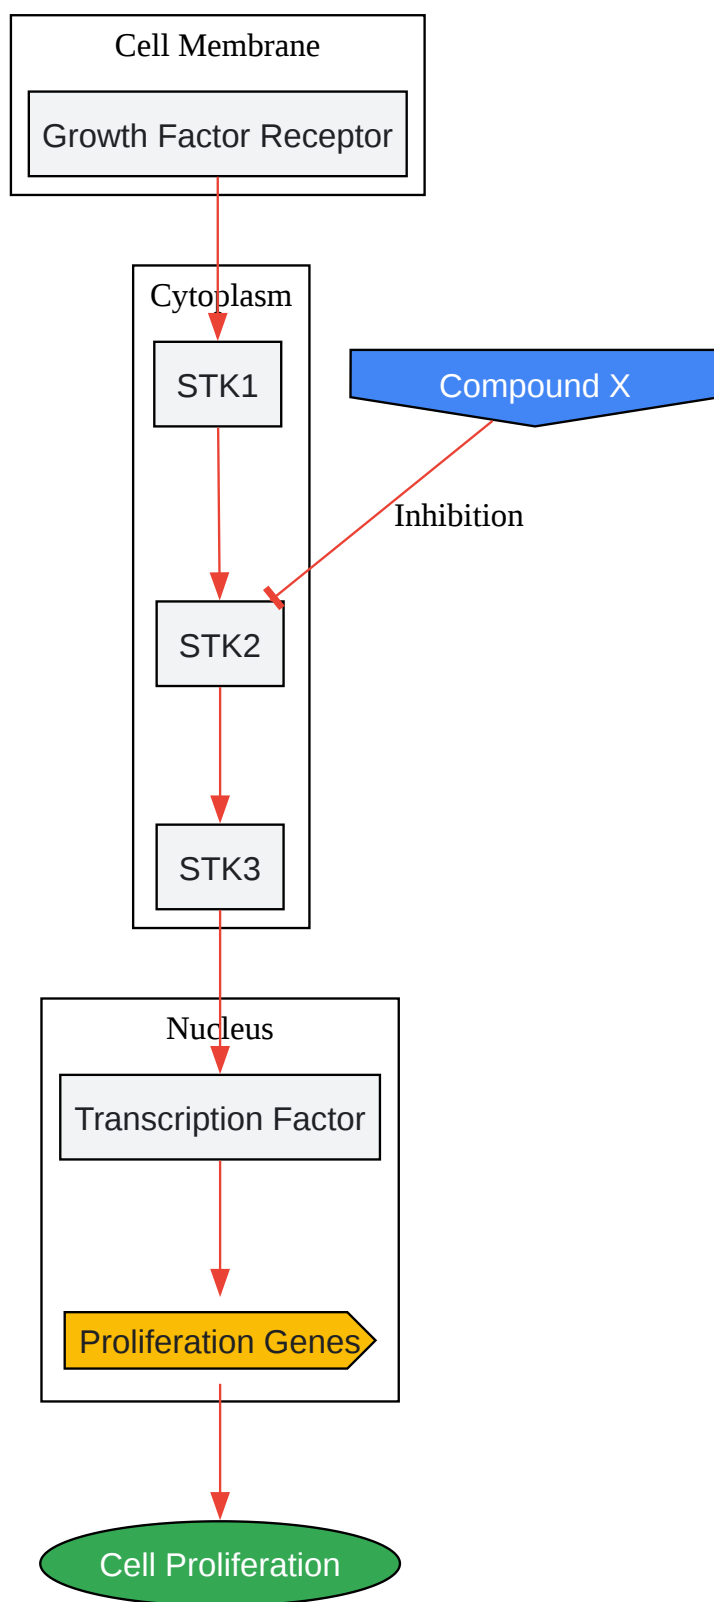 Cell Membrane
Growth Factor Receptor
Cytoplasm
STK1
Compound X
Inhibition
STK2
STK3
Nucleus
Transcription Factor
Proliferation Genes
Cell Proliferation